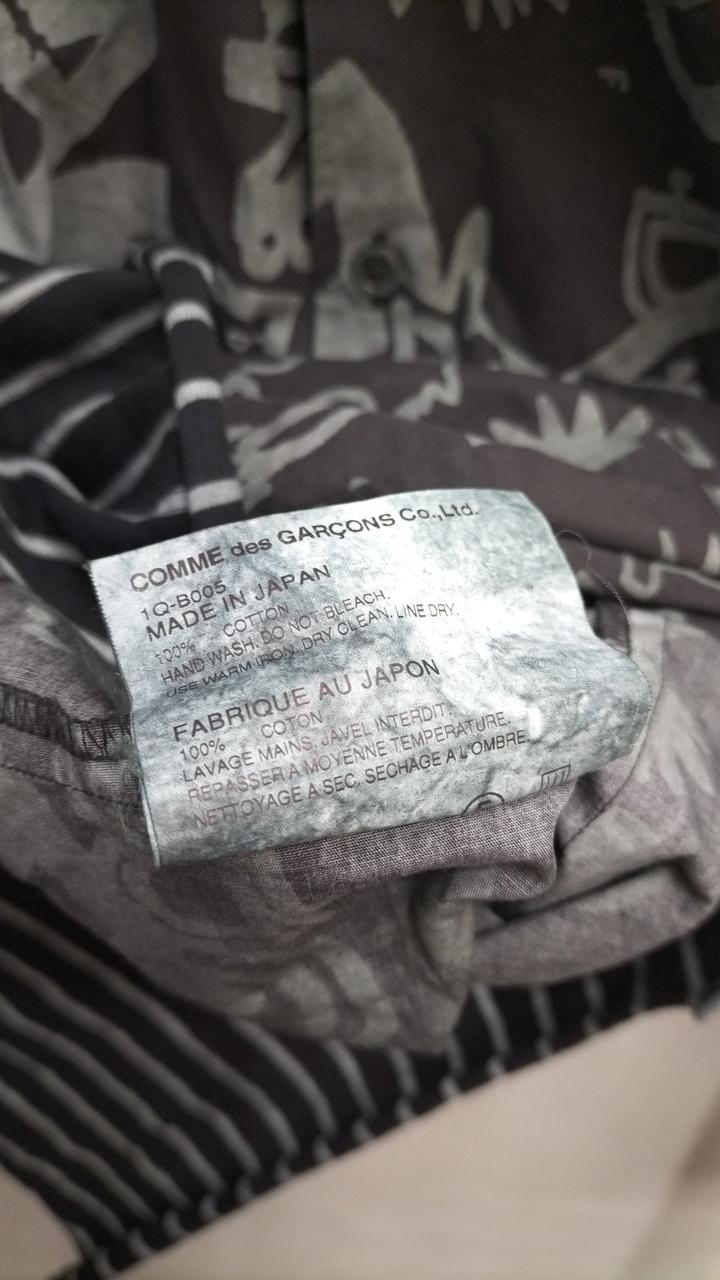 COMME des GARÇONS Co.,Ltd.
1Q-B005
MADE IN JAPAN
100% COTTON
HAND WASH. DO NOT BLEACH.
USE WARM IRON. DRY CLEAN. LINE DRY.
FABRIQUE AU JAPON
100% COTON
LAVAGE MAINS. JAVEL INTERDIT.
REPASSER A MOYENNE TEMPERATURE.
NETTOYAGE A SEC. SECHAGE A L'OMBRE.